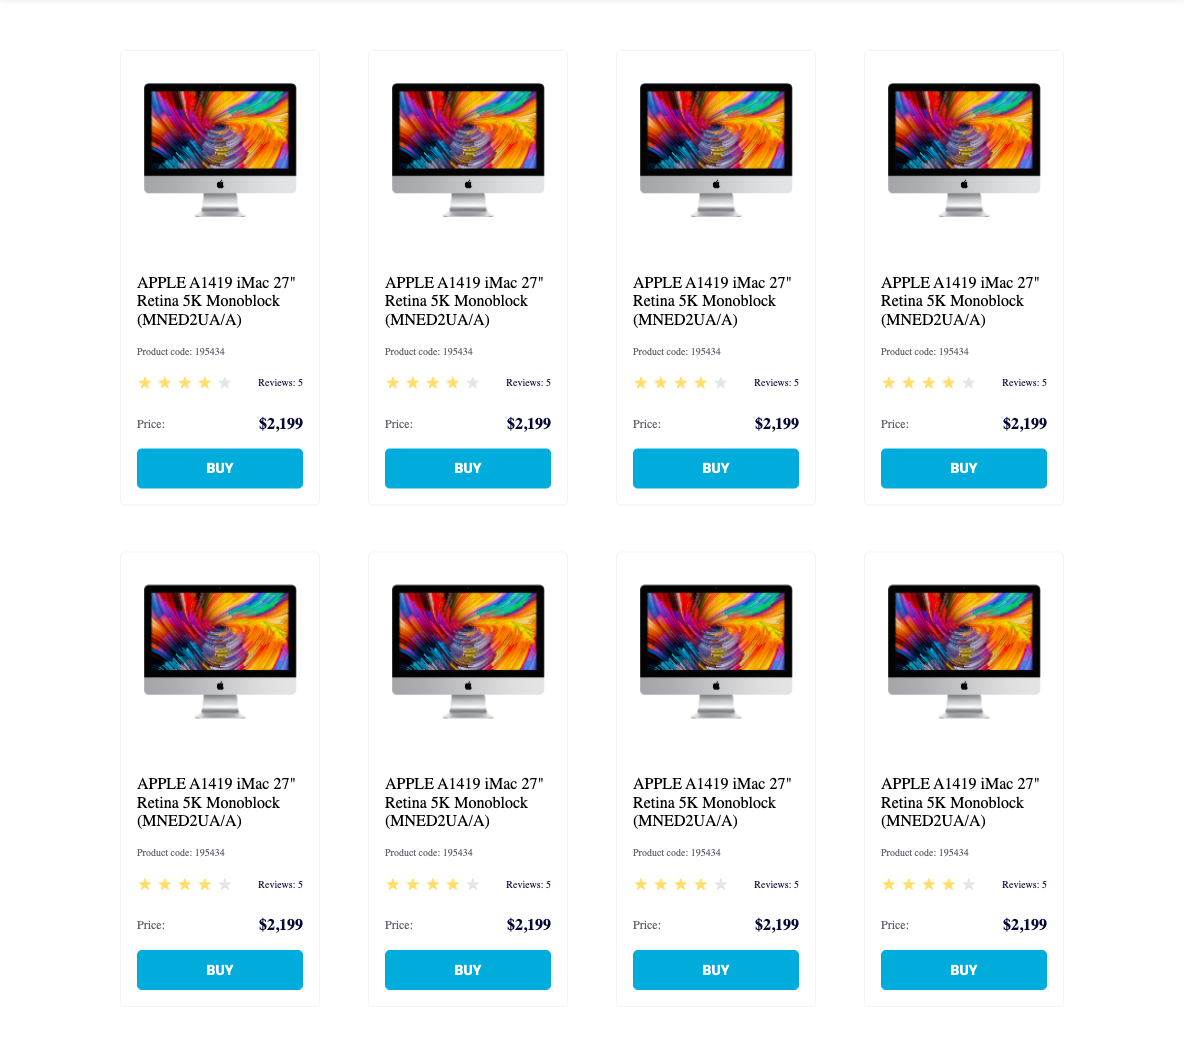 APPLE A1419 iMac 27"
Retina 5K Monoblock
(MNED2UA/A)
Product code: 195434
Reviews: 5
Price: $2,199
BUY
APPLE A1419 iMac 27"
Retina 5K Monoblock
(MNED2UA/A)
Product code: 195434
Reviews: 5
Price: $2,199
BUY
APPLE A1419 iMac 27"
Retina 5K Monoblock
(MNED2UA/A)
Product code: 195434
Reviews: 5
Price: $2,199
BUY
APPLE A1419 iMac 27"
Retina 5K Monoblock
(MNED2UA/A)
Product code: 195434
Reviews: 5
Price: $2,199
BUY
APPLE A1419 iMac 27"
Retina 5K Monoblock
(MNED2UA/A)
Product code: 195434
Reviews: 5
Price: $2,199
BUY
APPLE A1419 iMac 27"
Retina 5K Monoblock
(MNED2UA/A)
Product code: 195434
Reviews: 5
Price: $2,199
BUY
APPLE A1419 iMac 27"
Retina 5K Monoblock
(MNED2UA/A)
Product code: 195434
Reviews: 5
Price: $2,199
BUY
APPLE A1419 iMac 27"
Retina 5K Monoblock
(MNED2UA/A)
Product code: 195434
Reviews: 5
Price: $2,199
BUY